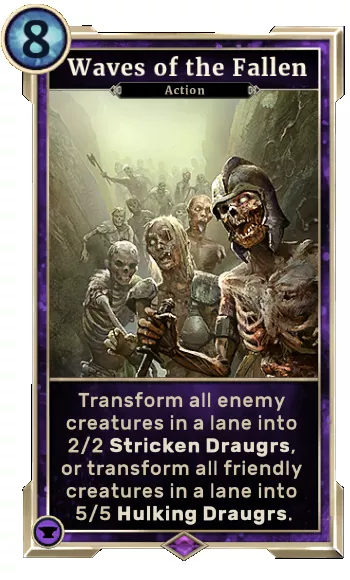 8
Waves of the Fallen
Action
Transform all enemy
creatures in a lane into
2/2 Stricken Draugrs,
or transform all friendly
creatures in a lane into
5/5 Hulking Draugrs.